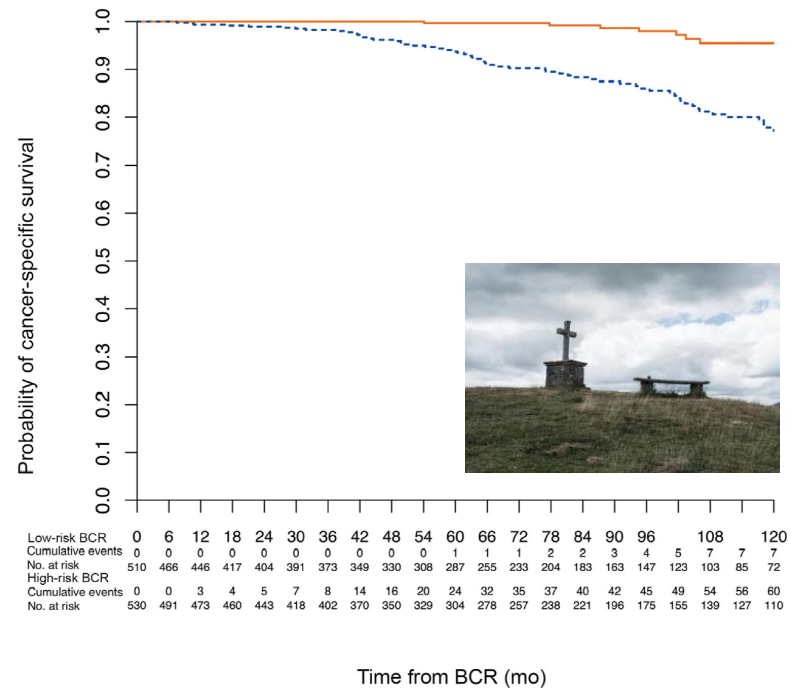 Probability of cancer-specific survival
1.0
0.9
0.8
0.7
0.6
0.5
0.4
0.3
0.2
0.1
0.0
Low-risk BCR 0 6 12 18 24 30 36 42 48 54 60 66 72 78 84 90 96 108 120
Cumulative events 0 0 0 0 0 0 0 0 0 0 1 1 1 2 2 3 4 5 7 7 7
No. at risk 510 466 446 417 404 391 373 349 330 308 287 255 233 204 183 163 147 123 103 85 72
High-risk BCR
Cumulative events 0 0 3 4 5 7 8 14 16 20 24 32 35 37 40 42 45 49 54 56 60
No. at risk 530 491 473 460 443 418 402 370 350 329 304 278 257 238 221 196 175 155 139 127 110
Time from BCR (mo)